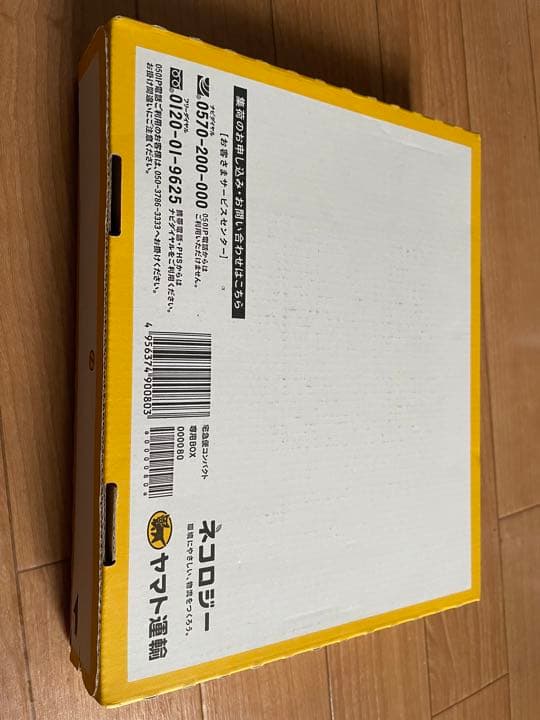 集荷のお申し込み・お問い合わせはこちら
［お客さまサービスセンター］
ナビダイヤル
0570-200-000
050IP電話からは
ご利用いただけません。
フリーダイヤル
0120-01-9625
携帯電話・PHSからは
ナビダイヤルをご利用ください。
050IP電話ご利用のお客様は、050-3786-3333へお掛けください。
お掛け間違いにご注意ください。
4 956374 900803
宅急便コンパクト
専用BOX
000080
*000080*
ネコロジー
環境にやさしい、物流をつくろう。
ヤマト運輸